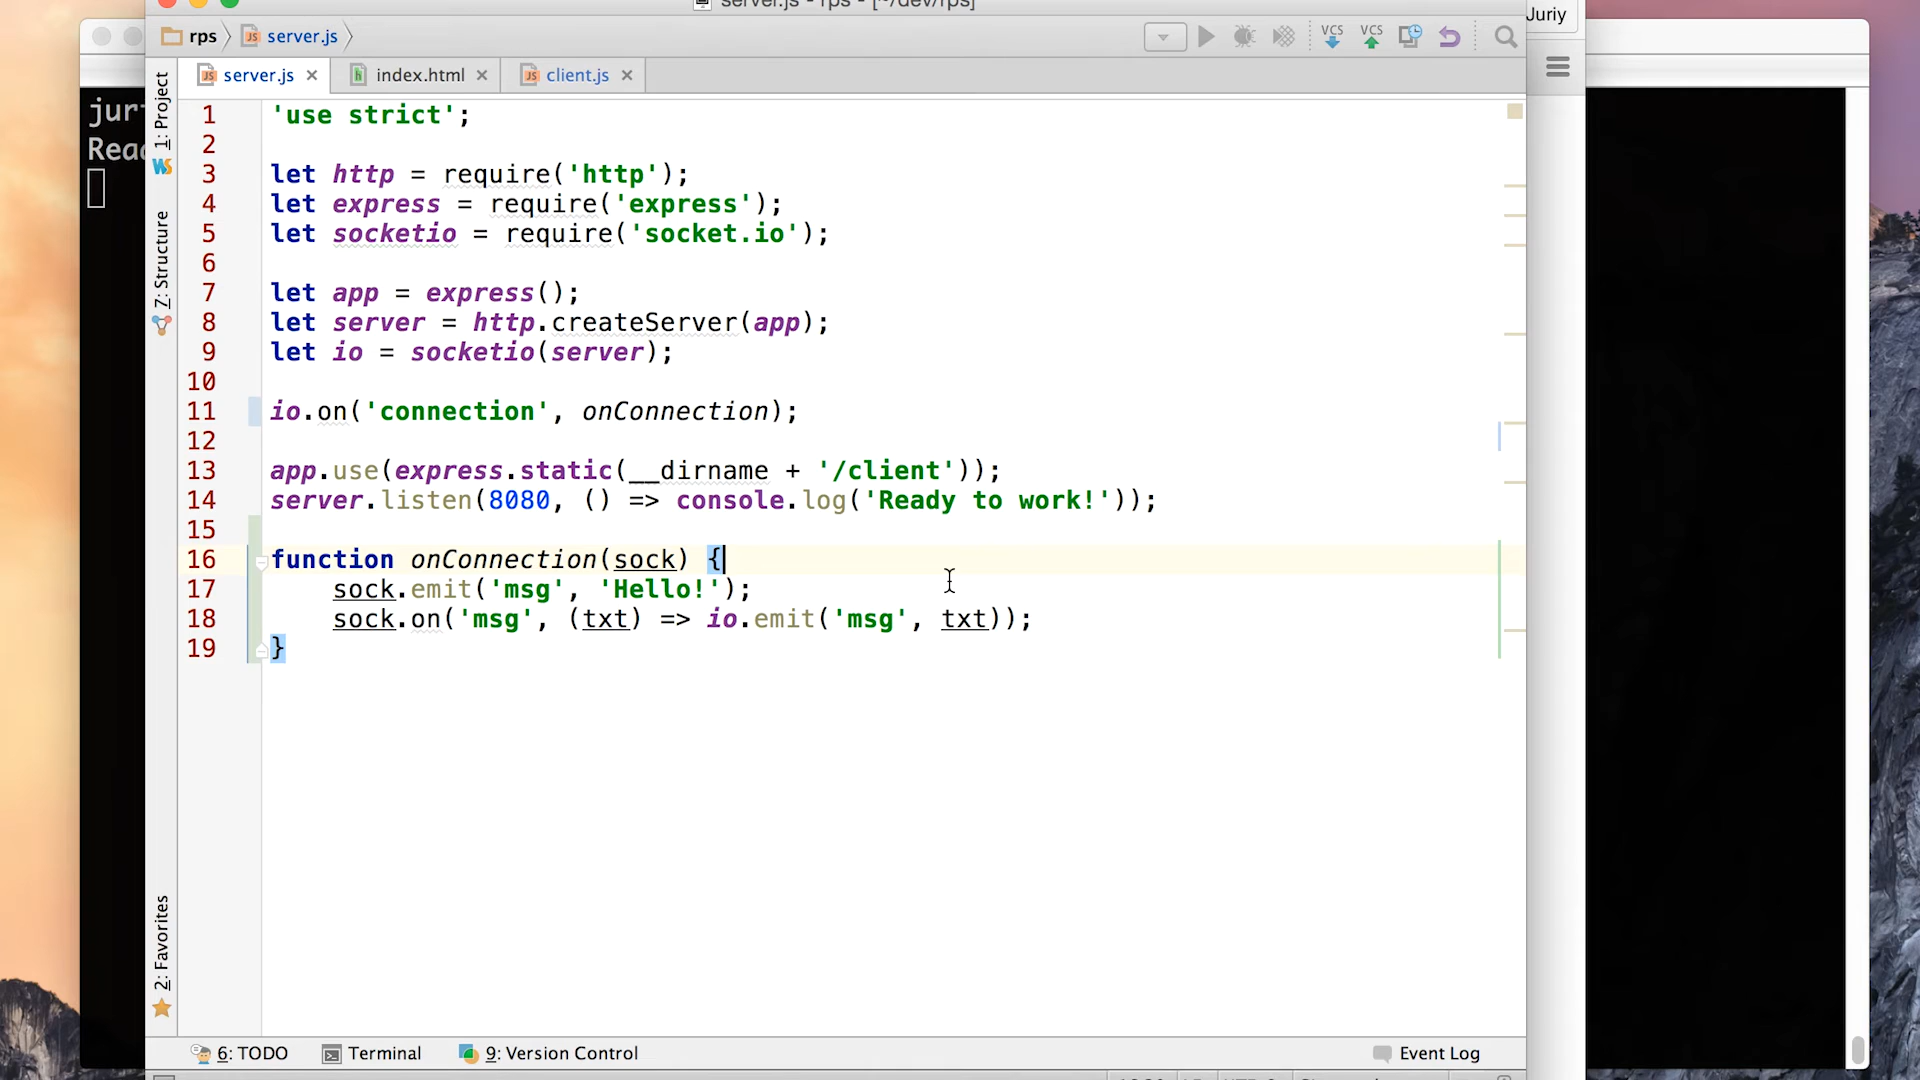 server.js - rps - [~/dev/rps]
Juriy
rps
server.js
server.js
index.html
client.js
1: Project
7: Structure
2: Favorites
1 'use strict';
2
3 let http = require('http');
4 let express = require('express');
5 let socketio = require('socket.io');
6
7 let app = express();
8 let server = http.createServer(app);
9 let io = socketio(server);
10
11 io.on('connection', onConnection);
12
13 app.use(express.static(__dirname + '/client'));
14 server.listen(8080, () => console.log('Ready to work!'));
15
16 function onConnection(sock) {
17 sock.emit('msg', 'Hello!');
18 sock.on('msg', (txt) => io.emit('msg', txt));
19 }
VCS
VCS
6: TODO
Terminal
9: Version Control
Event Log